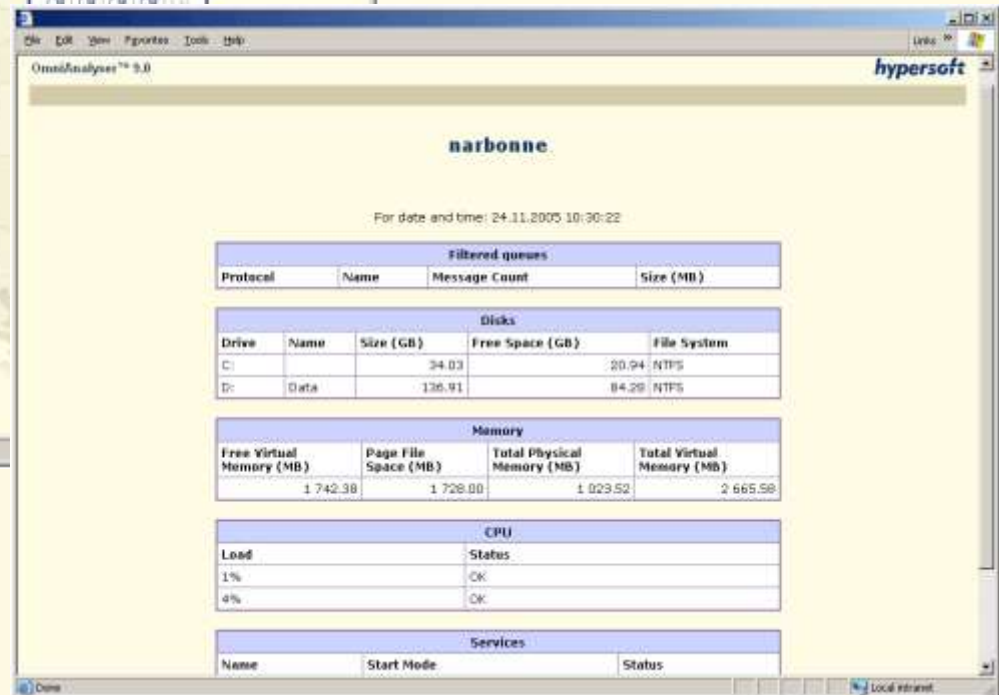 File Edit View Favorites Tools Help Links »
OmniAnalyser™ 9.0 hypersoft
narbonne
For date and time: 24.11.2005 10:30:22
Filtered queues
Protocol Name Message Count Size (MB)
Disks
Drive Name Size (GB) Free Space (GB) File System
C: 34.03 20.94 NTFS
D: Data 136.91 84.28 NTFS
Memory
Free Virtual Page File Total Physical Total Virtual
Memory (MB) Space (MB) Memory (MB) Memory (MB)
1 742.38 1 728.00 1 023.52 2 665.58
CPU
Load Status
1% OK
4% OK
Services
Name Start Mode Status
Done Local intranet